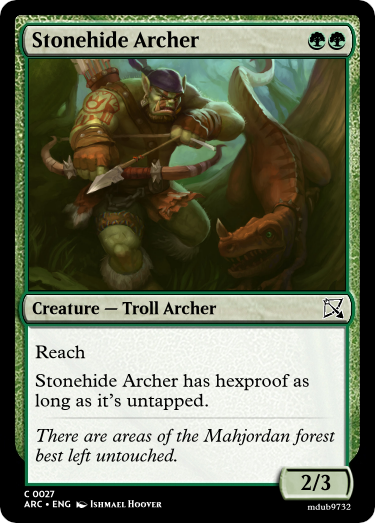 Stonehide Archer
Creature — Troll Archer
Reach
Stonehide Archer has hexproof as
long as it's untapped.
There are areas of the Mahjordan forest
best left untouched.
2/3
C 0027
ARC • ENG Ishmael Hoover
mdub9732